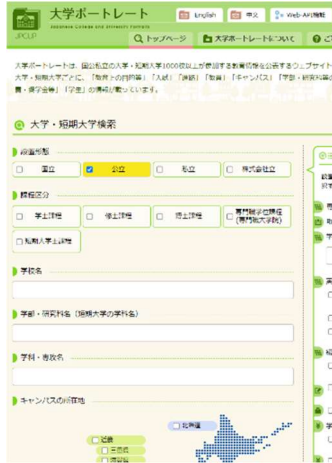 大学ポートレート
JPCUP
English
中文
Web-API機能
トップページ
大学ポートレートについて
大学ポートレートは、国公私立の大学・短期大学1000校以上が参加する教育情報を公表するウェブサイト
大学・短期大学ごとに、「教育上の目的等」「入試」「進路」「教員」「キャンパス」「学部・研究科等の
費・奨学金等」「学生」の情報が載っています。
大学・短期大学検索
設置形態
国立
公立
私立
株式会社立
課程区分
学士課程
修士課程
博士課程
専門職学位課程
(専門職大学院)
短期大学士課程
学校名
学部・研究科名（短期大学の学科名）
学科・専攻名
キャンパスの所在地
北海道
近畿